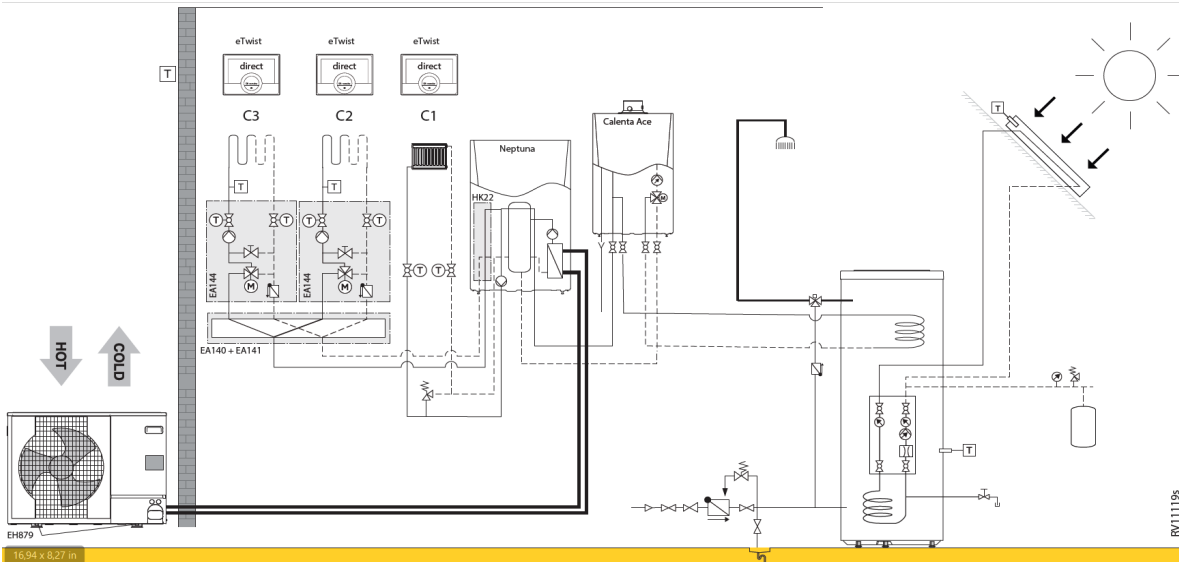 eTwist
eTwist
eTwist
direct
direct
direct
T
C3
C2
C1
Calenta Ace
Neptuna
T
T
T
HK22
T
T
T
T
M
T
T
EA144
M
EA144
M
EA140 + EA141
HOT
COLD
T
EH879
16,94 x 8,27 in
RV11119s